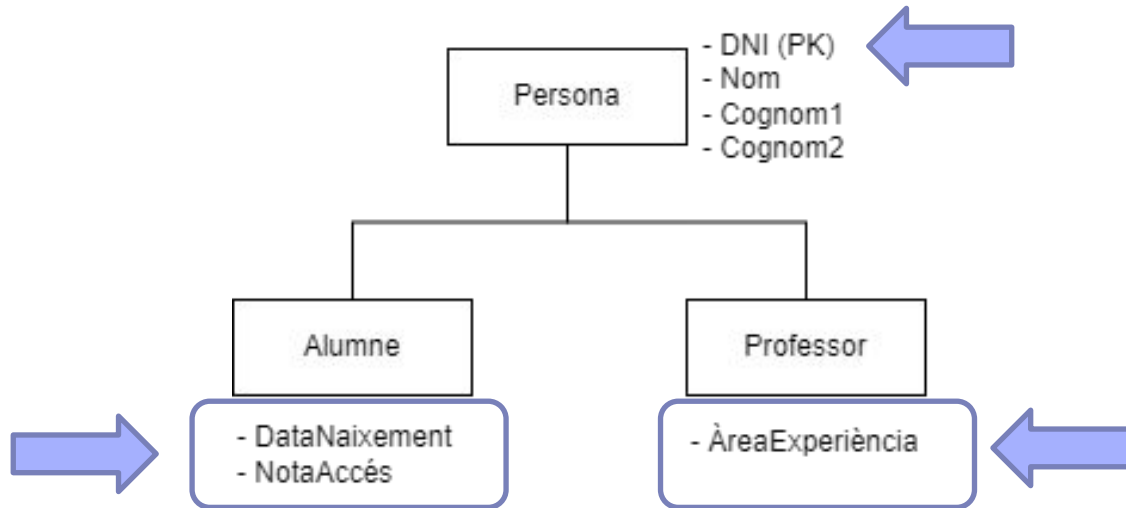 Persona
- DNI (PK)
- Nom
- Cognom1
- Cognom2
Alumne
- DataNaixement
- NotaAccés
Professor
- ÀreaExperiència